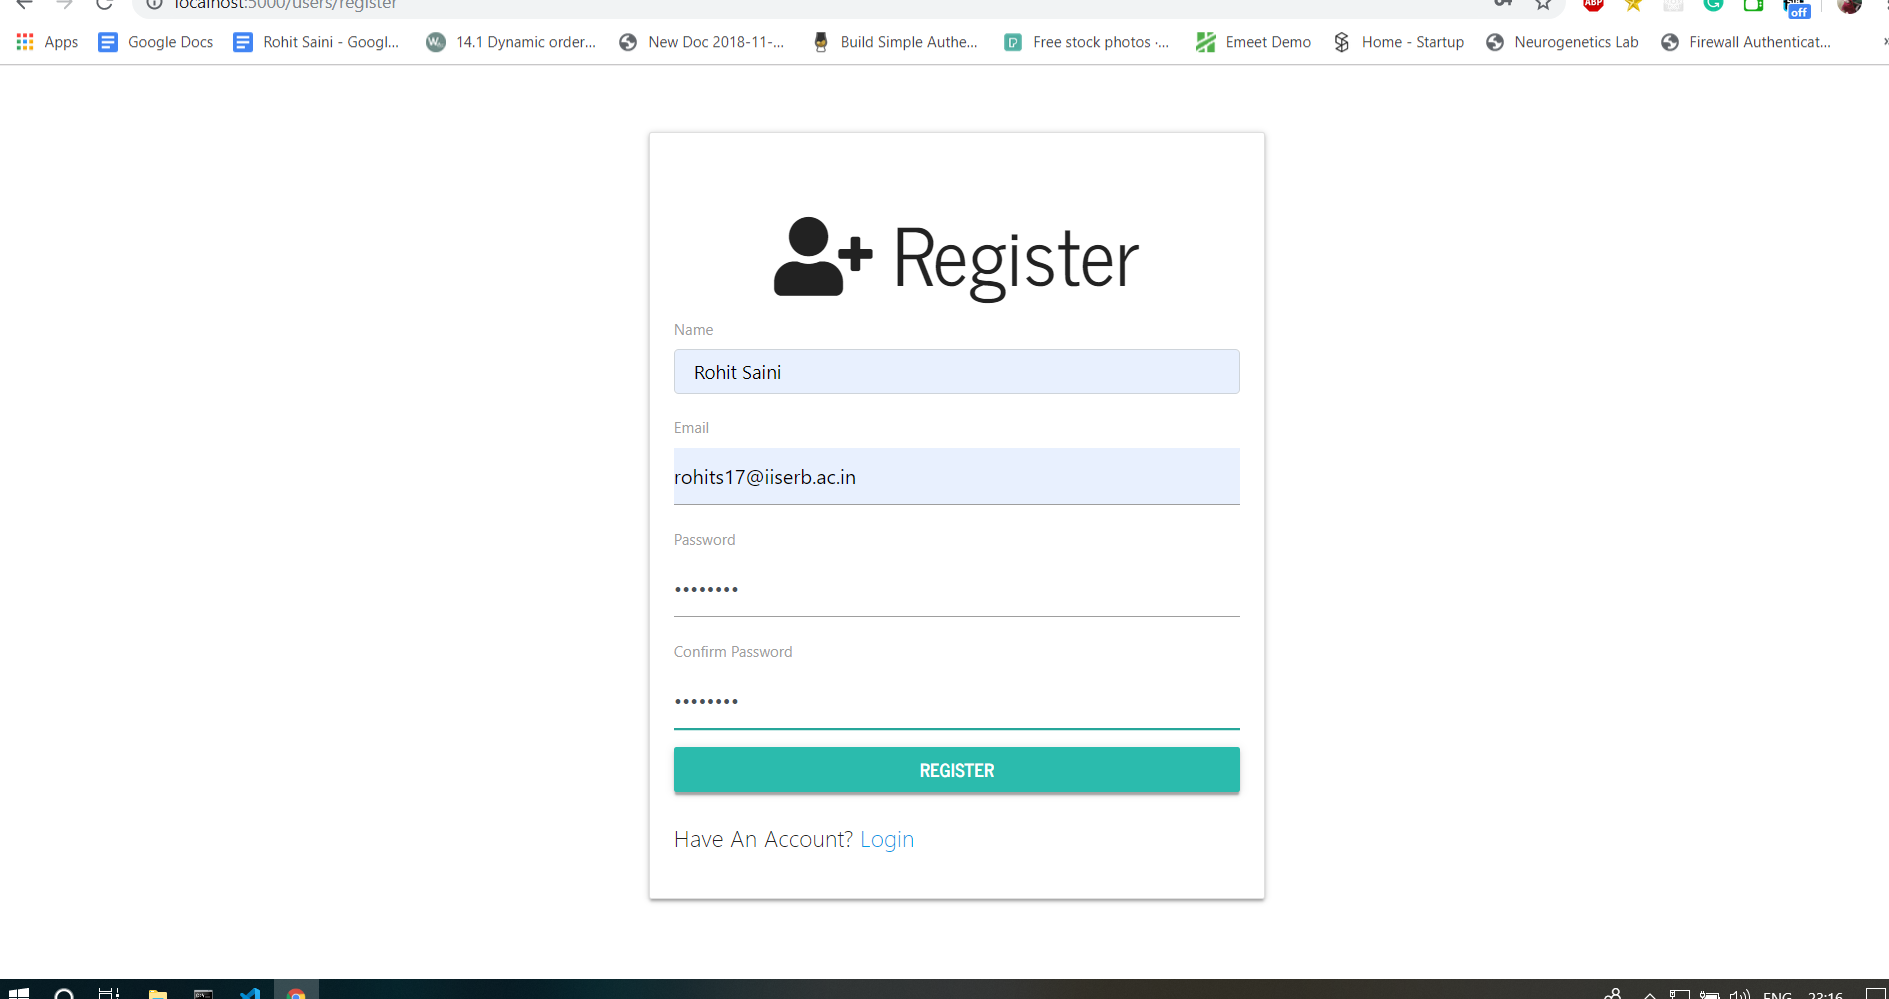 localhost:5000/users/register
ABP
off
Apps
Google Docs
Rohit Saini - Googl...
14.1 Dynamic order...
New Doc 2018-11-...
Build Simple Authe...
Free stock photos ·...
Emeet Demo
Home - Startup
Neurogenetics Lab
Firewall Authenticat...
Register
Name
Rohit Saini
Email
rohits17@iiserb.ac.in
Password
••••••••
Confirm Password
••••••••
REGISTER
Have An Account? Login
ENG
23:16